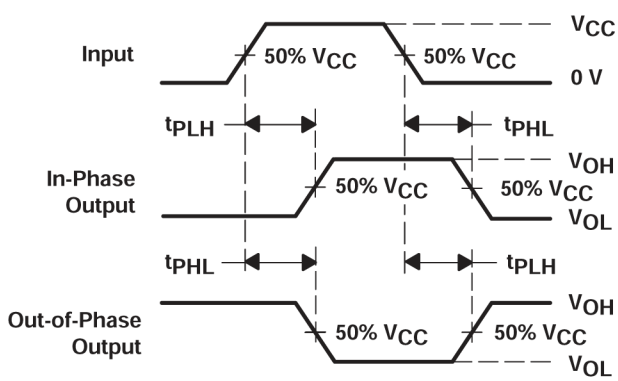 VCC
Input
50% VCC
50% VCC
0 V
tPLH
tPHL
VOH
In-Phase
Output
50% VCC
50% VCC
VOL
tPHL
tPLH
VOH
Out-of-Phase
Output
50% VCC
50% VCC
VOL